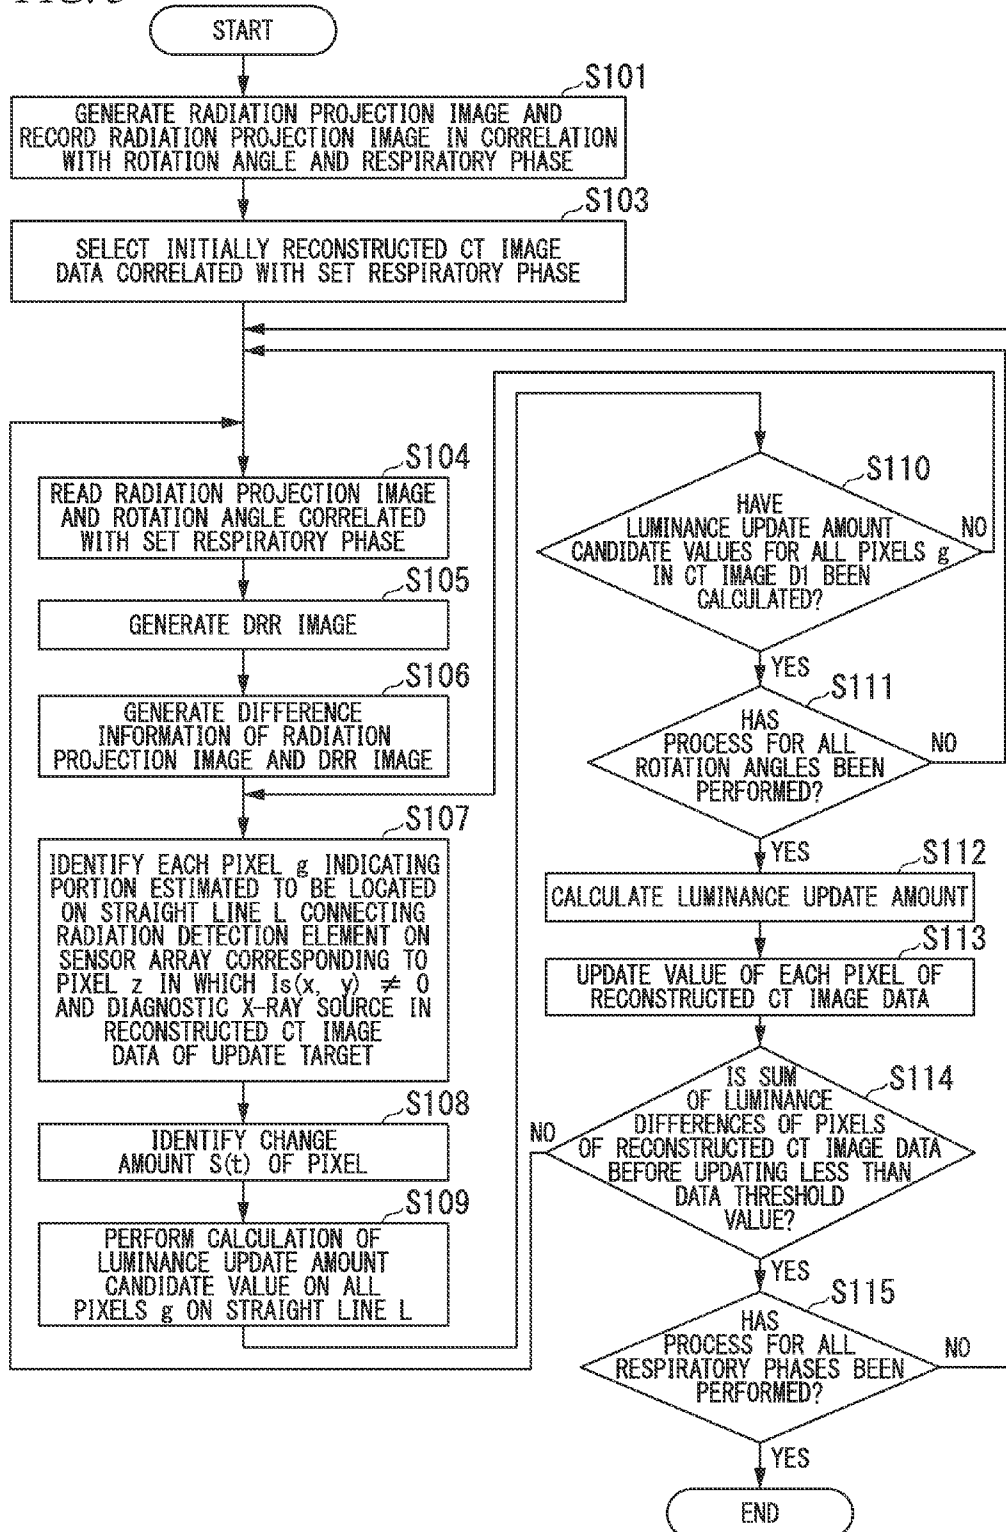 START
S101
GENERATE RADIATION PROJECTION IMAGE AND
RECORD RADIATION PROJECTION IMAGE IN CORRELATION
WITH ROTATION ANGLE AND RESPIRATORY PHASE
S103
SELECT INITIALLY RECONSTRUCTED CT IMAGE
DATA CORRELATED WITH SET RESPIRATORY PHASE
S104
READ RADIATION PROJECTION IMAGE
AND ROTATION ANGLE CORRELATED
WITH SET RESPIRATORY PHASE
S105
GENERATE DRR IMAGE
S106
GENERATE DIFFERENCE
INFORMATION OF RADIATION
PROJECTION IMAGE AND DRR IMAGE
S107
IDENTIFY EACH PIXEL g INDICATING
PORTION ESTIMATED TO BE LOCATED
ON STRAIGHT LINE L CONNECTING
RADIATION DETECTION ELEMENT ON
SENSOR ARRAY CORRESPONDING TO
PIXEL z IN WHICH Is(x, y) ≠ 0
AND DIAGNOSTIC X-RAY SOURCE IN
RECONSTRUCTED CT IMAGE
DATA OF UPDATE TARGET
S108
IDENTIFY CHANGE
AMOUNT S(t) OF PIXEL
S109
PERFORM CALCULATION OF
LUMINANCE UPDATE AMOUNT
CANDIDATE VALUE ON ALL
PIXELS g ON STRAIGHT LINE L
S110
HAVE
LUMINANCE UPDATE AMOUNT
CANDIDATE VALUES FOR ALL PIXELS g
IN CT IMAGE D1 BEEN
CALCULATED?
NO
YES
S111
HAS
PROCESS FOR ALL
ROTATION ANGLES BEEN
PERFORMED?
NO
YES
S112
CALCULATE LUMINANCE UPDATE AMOUNT
S113
UPDATE VALUE OF EACH PIXEL OF
RECONSTRUCTED CT IMAGE DATA
S114
IS SUM
OF LUMINANCE
DIFFERENCES OF PIXELS
OF RECONSTRUCTED CT IMAGE DATA
BEFORE UPDATING LESS THAN
DATA THRESHOLD
VALUE?
NO
YES
S115
HAS
PROCESS FOR ALL
RESPIRATORY PHASES BEEN
PERFORMED?
NO
YES
END